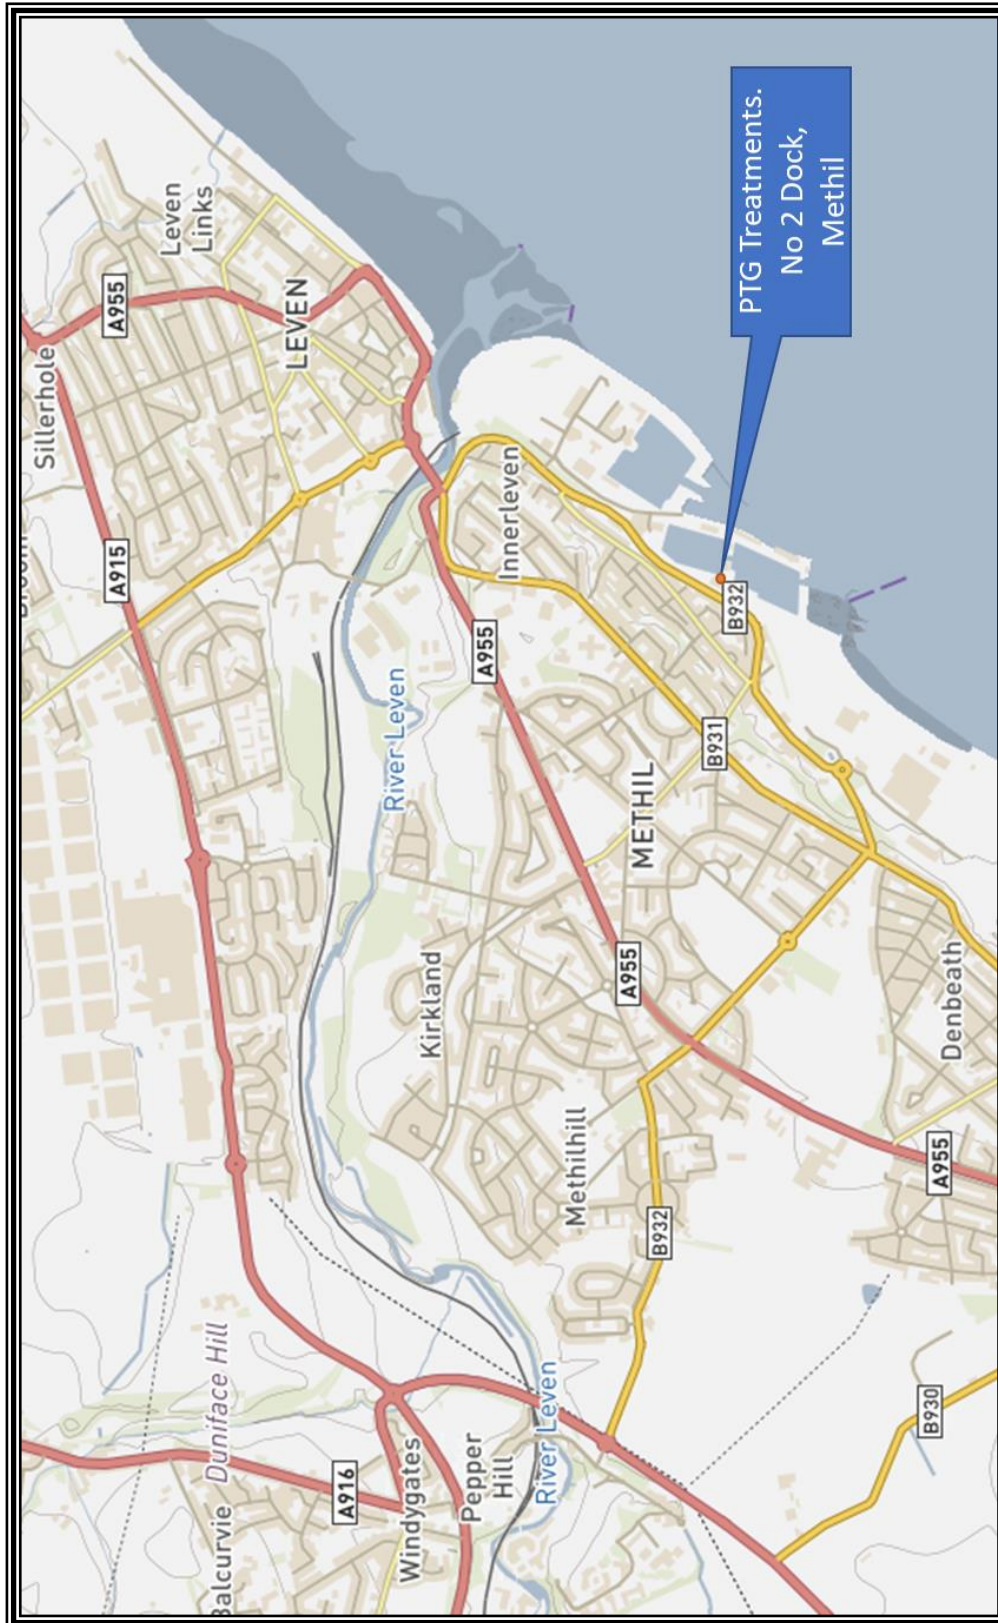 Sillerhole
A915
A955
Leven
Links
Balcurvie
Duniface Hill
LEVEN
A916
River Leven
Windygates
Kirkland
Pepper
Hill
A955
Innerleven
River Leven
Methilhill
A955
METHIL
B932
B931
B932
PTG Treatments.
No 2 Dock,
Methil
B930
A955
Denbeath